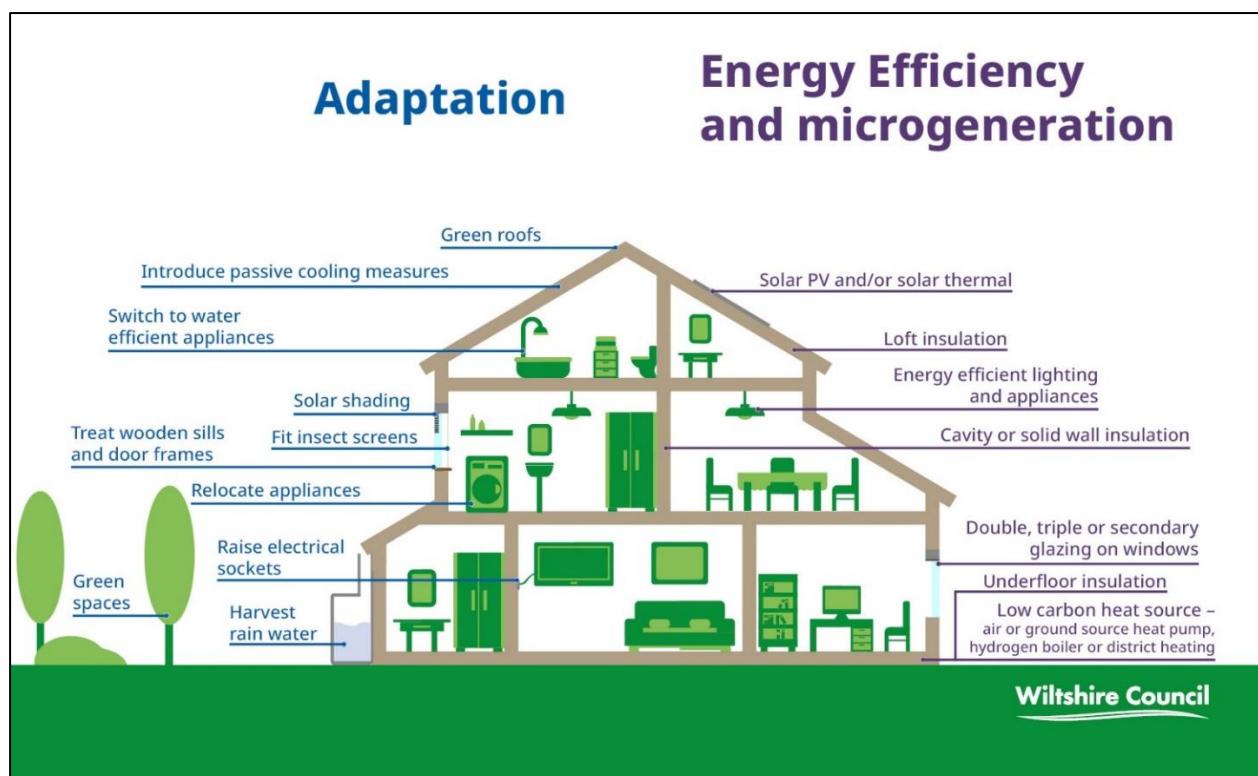 Adaptation
Energy Efficiency
and microgeneration
Green roofs
Introduce passive cooling measures
Switch to water
efficient appliances
Solar shading
Treat wooden sills
and door frames
Fit insect screens
Relocate appliances
Raise electrical
sockets
Green
spaces
Harvest
rain water
Solar PV and/or solar thermal
Loft insulation
Energy efficient lighting
and appliances
Cavity or solid wall insulation
Double, triple or secondary
glazing on windows
Underfloor insulation
Low carbon heat source –
air or ground source heat pump,
hydrogen boiler or district heating
Wiltshire Council